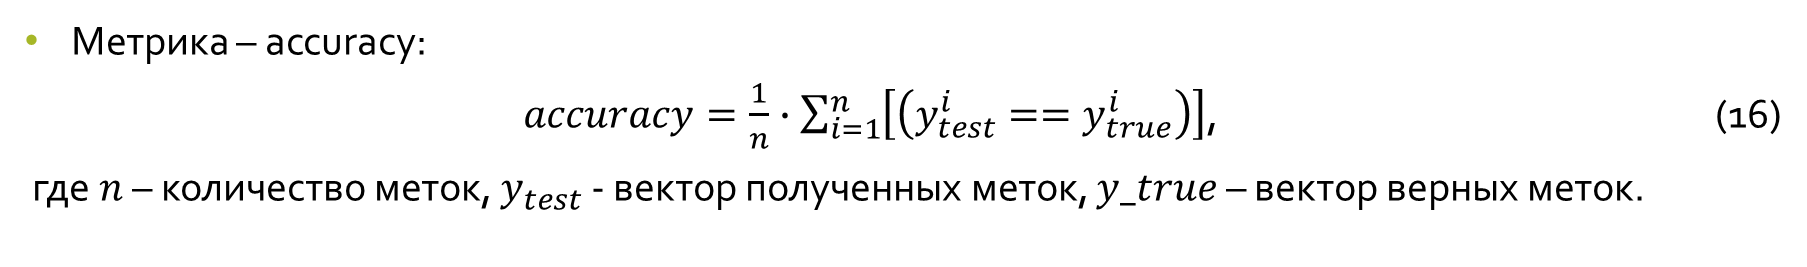 • Метрика – accuracy:
accuracy = 1/n · ∑_{i=1}^{n}[(y_{test}^{i} == y_{true}^{i})], (16)
где n – количество меток, y_{test} - вектор полученных меток, y_true – вектор верных меток.